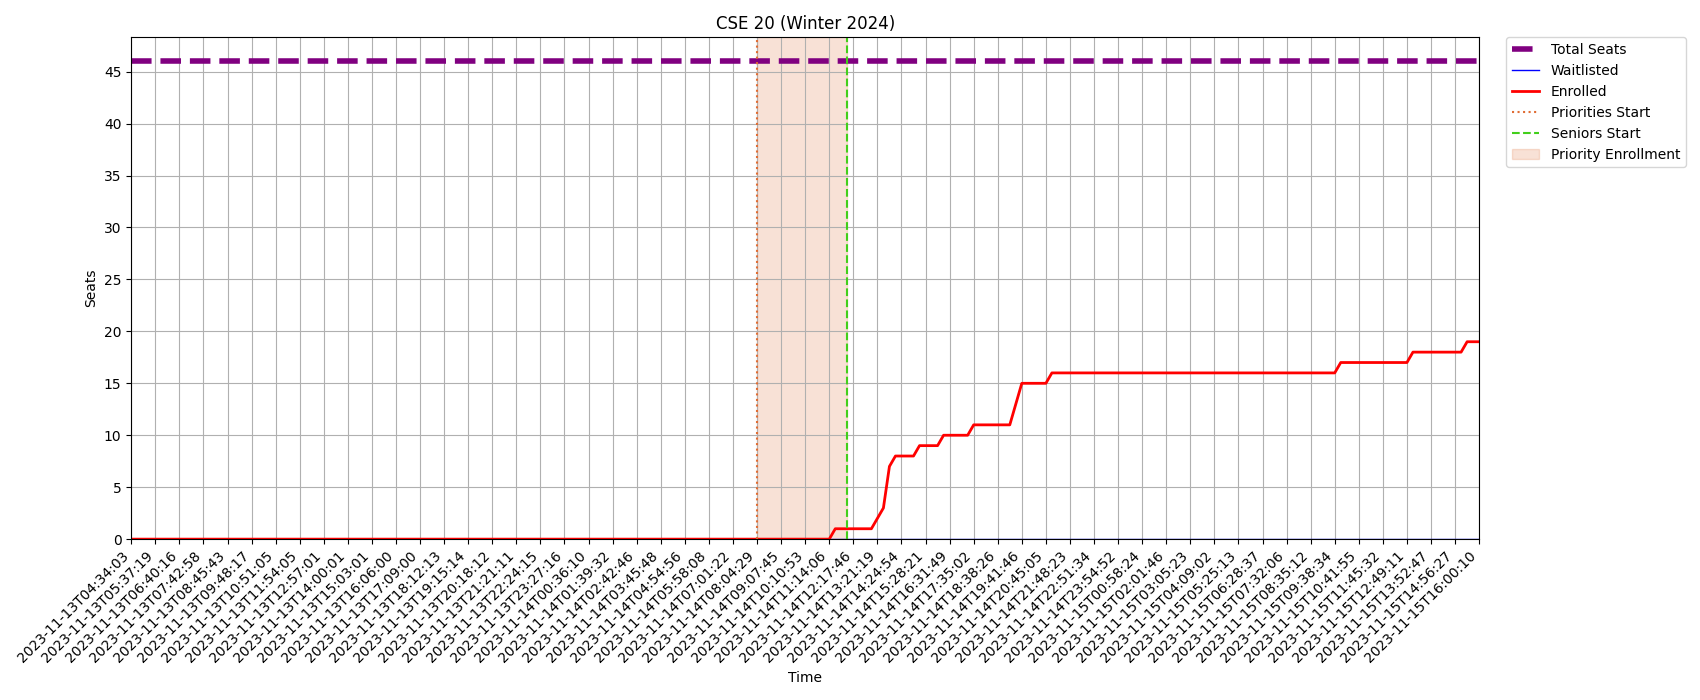 CSE 20 (Winter 2024)
Total Seats
Waitlisted
Enrolled
Priorities Start
Seniors Start
Priority Enrollment
Seats
45
40
35
30
25
20
15
10
5
0
2023-11-13T04:34:03
2023-11-13T05:37:19
2023-11-13T06:40:16
2023-11-13T07:42:58
2023-11-13T08:45:43
2023-11-13T09:48:17
2023-11-13T10:51:05
2023-11-13T11:54:05
2023-11-13T12:57:01
2023-11-13T14:00:01
2023-11-13T15:03:01
2023-11-13T16:06:00
2023-11-13T17:09:00
2023-11-13T18:12:13
2023-11-13T19:15:14
2023-11-13T20:18:12
2023-11-13T21:21:11
2023-11-13T22:24:15
2023-11-13T23:27:16
2023-11-14T00:36:10
2023-11-14T01:39:32
2023-11-14T02:42:46
2023-11-14T03:45:48
2023-11-14T04:54:56
2023-11-14T05:58:08
2023-11-14T07:01:22
2023-11-14T08:04:29
2023-11-14T09:07:45
2023-11-14T10:10:53
2023-11-14T11:14:06
2023-11-14T12:17:46
2023-11-14T13:21:19
2023-11-14T14:24:54
2023-11-14T15:28:21
2023-11-14T16:31:49
2023-11-14T17:35:02
2023-11-14T18:38:26
2023-11-14T19:41:46
2023-11-14T20:45:05
2023-11-14T21:48:23
2023-11-14T22:51:34
2023-11-14T23:54:52
2023-11-15T00:58:24
2023-11-15T02:01:46
2023-11-15T03:05:23
2023-11-15T04:09:02
2023-11-15T05:25:13
2023-11-15T06:28:37
2023-11-15T07:32:06
2023-11-15T08:35:12
2023-11-15T09:38:34
2023-11-15T10:41:55
2023-11-15T11:45:32
2023-11-15T12:49:11
2023-11-15T13:52:47
2023-11-15T14:56:27
2023-11-15T16:00:10
Time